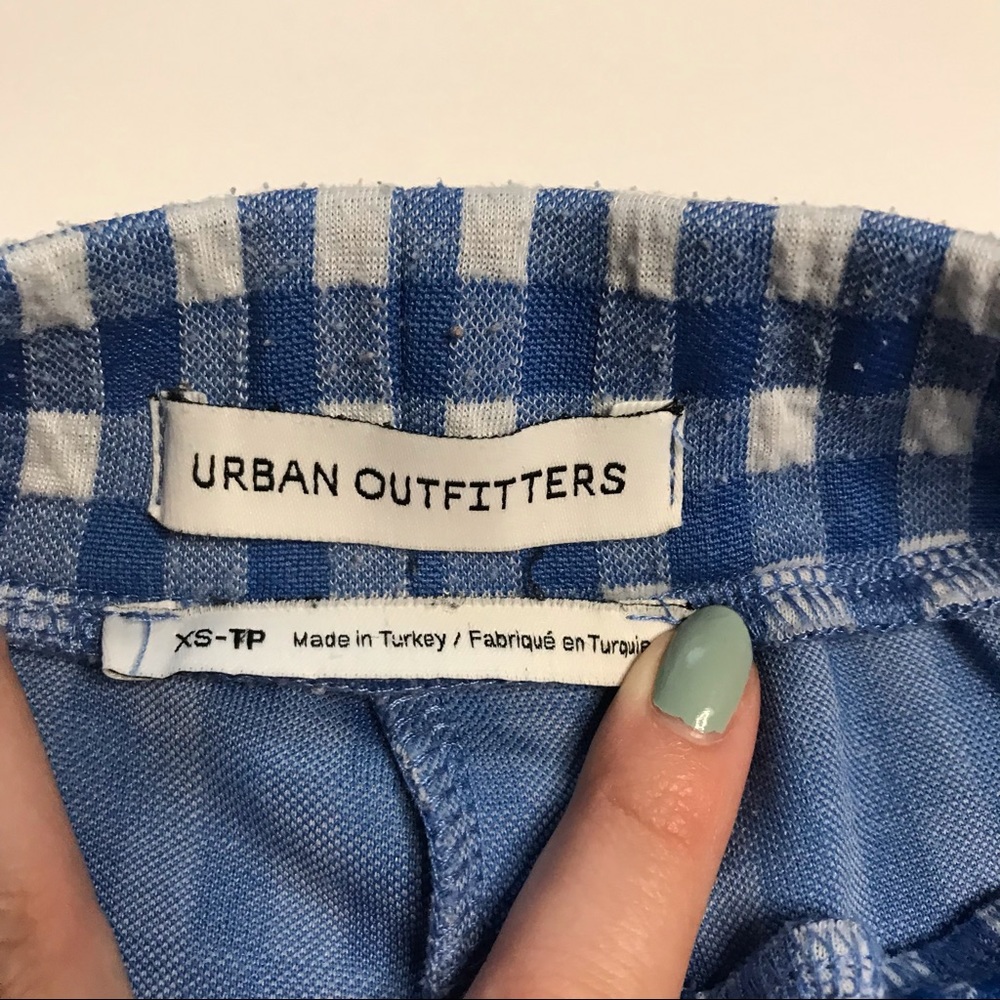 URBAN OUTFITTERS
XS-TP Made in Turkey / Fabriqué en Turquie